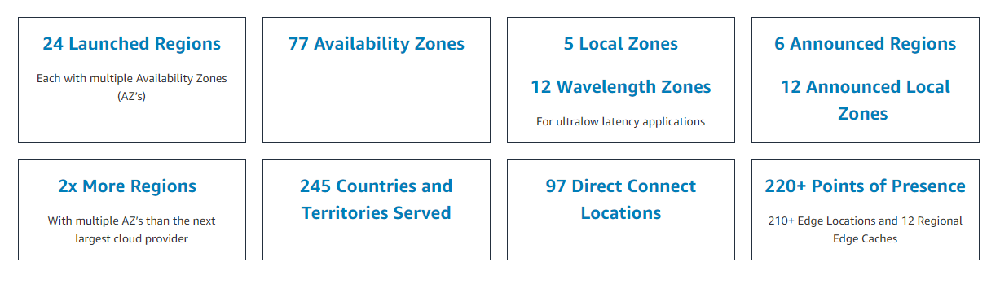 24 Launched Regions
Each with multiple Availability Zones
(AZ's)
77 Availability Zones
5 Local Zones
12 Wavelength Zones
For ultralow latency applications
6 Announced Regions
12 Announced Local
Zones
2x More Regions
With multiple AZ's than the next
largest cloud provider
245 Countries and
Territories Served
97 Direct Connect
Locations
220+ Points of Presence
210+ Edge Locations and 12 Regional
Edge Caches